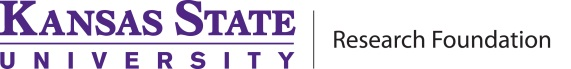 KANSAS STATE
UNIVERSITY
Research Foundation